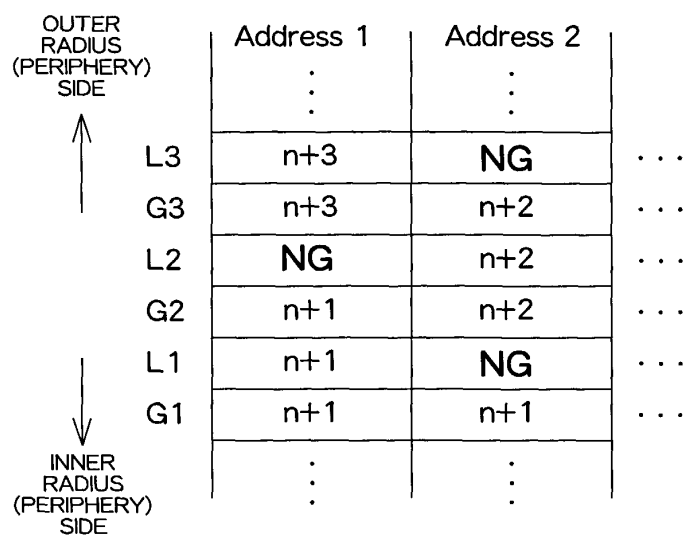 OUTER
RADIUS
(PERIPHERY)
SIDE
Address 1 Address 2
L3 n+3 NG . . .
G3 n+3 n+2 . . .
L2 NG n+2 . . .
G2 n+1 n+2 . . .
L1 n+1 NG . . .
G1 n+1 n+1 . . .
INNER
RADIUS
(PERIPHERY)
SIDE